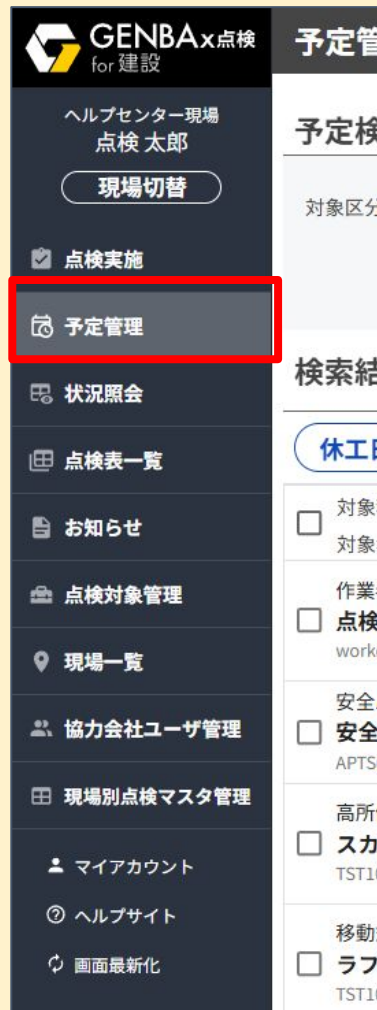 GENBAx点検
for 建設
ヘルプセンター現場
点検 太郎
現場切替
点検実施
予定管理
状況照会
点検表一覧
お知らせ
点検対象管理
現場一覧
協力会社ユーザ管理
現場別点検マスタ管理
マイアカウント
ヘルプサイト
画面最新化
予定管
予定検
対象区分
検索結
休工日
対象
対象
作業
点検
work
安全
安全
APTS
高所
スカ
TST10
移動
ラフ
TST10